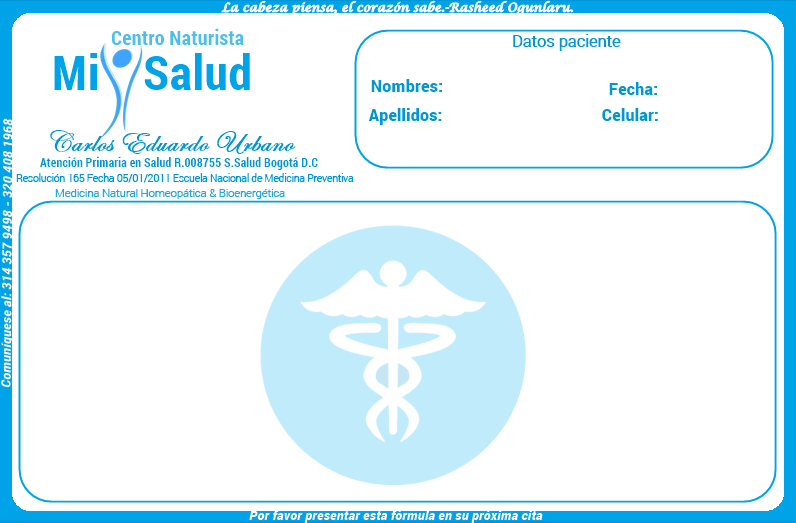 La cabeza piensa, el corazón sabe.-Rasheed Ogunlaru.
Centro Naturista
Mi Salud
Carlos Eduardo Urbano
Atención Primaria en Salud R.008755 S.Salud Bogotá D.C
Resolución 165 Fecha 05/01/2011 Escuela Nacional de Medicina Preventiva
Medicina Natural Homeopática & Bioenergética
Datos paciente
Nombres:
Fecha:
Apellidos:
Celular:
Comuníquese al: 314 357 9498 - 320 408 1968
Por favor presentar esta fórmula en su próxima cita